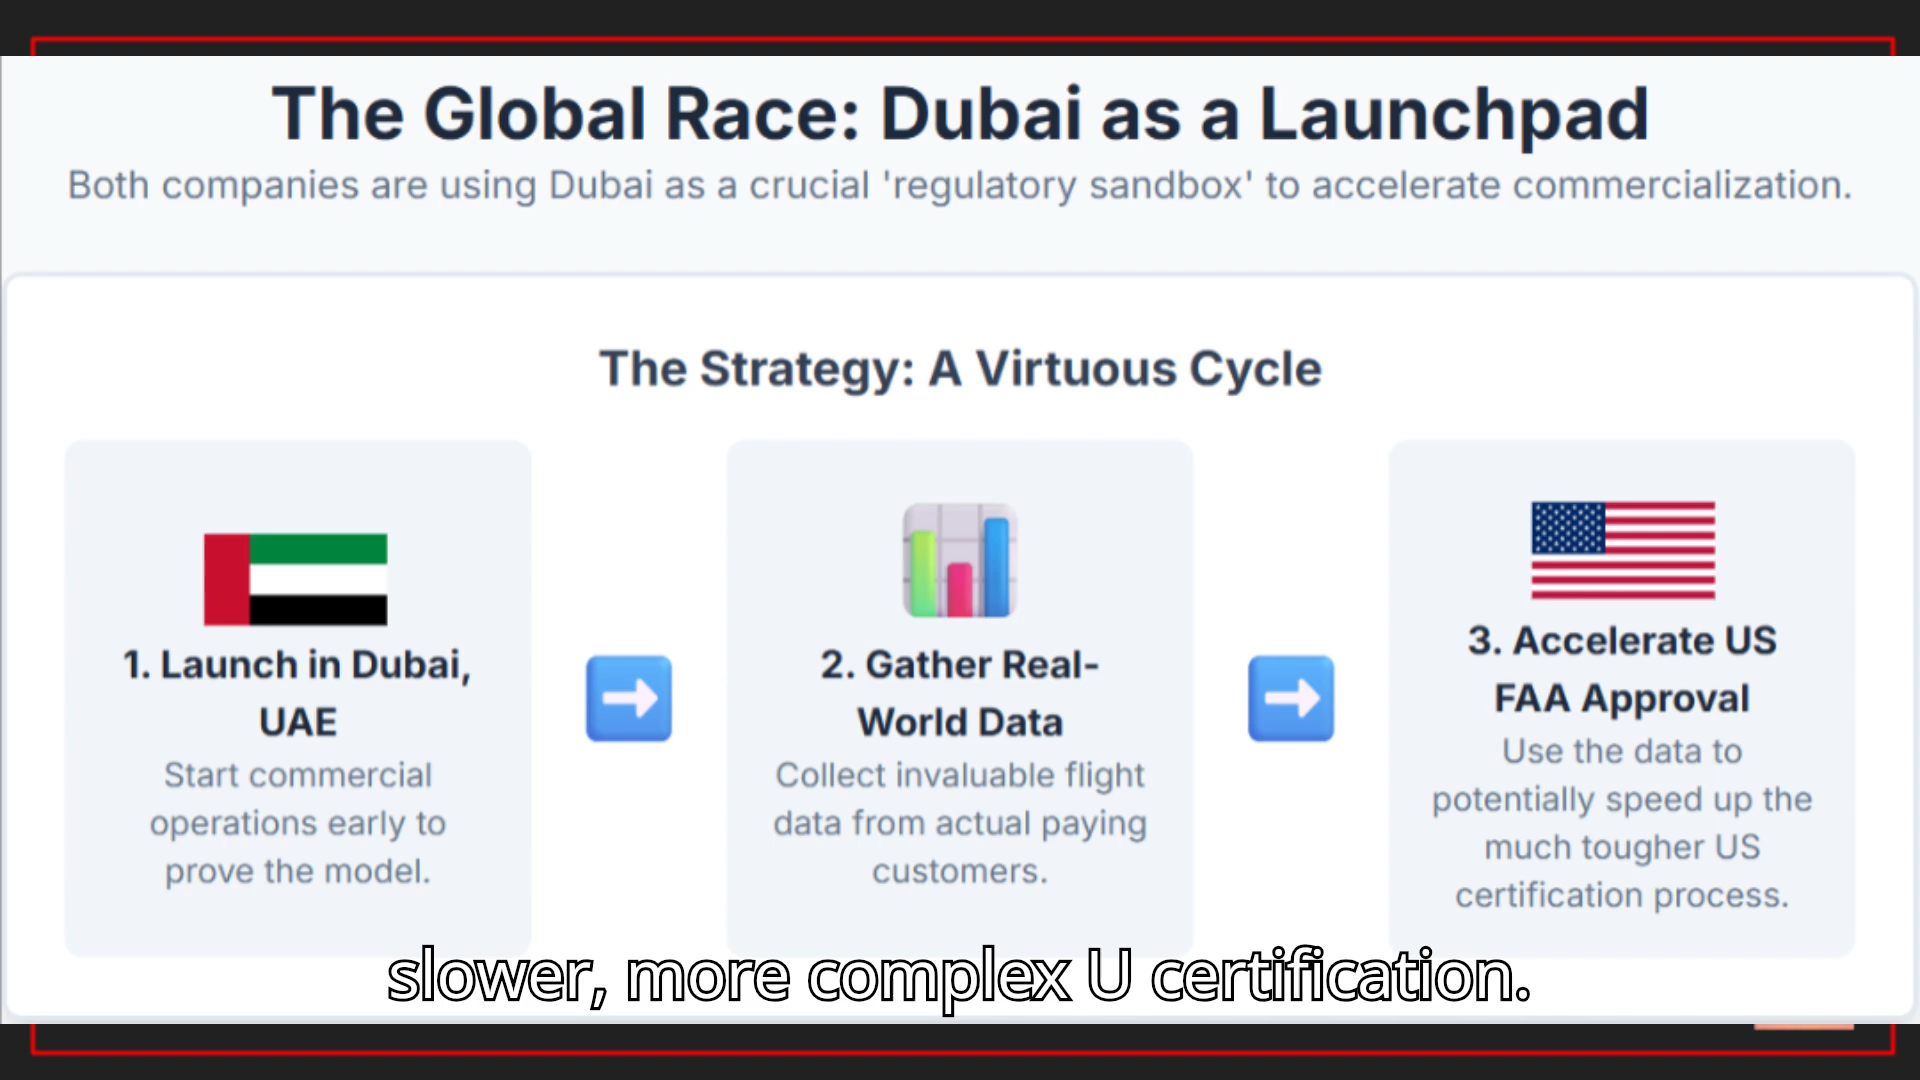 The Global Race: Dubai as a Launchpad
Both companies are using Dubai as a crucial 'regulatory sandbox' to accelerate commercialization.
The Strategy: A Virtuous Cycle
1. Launch in Dubai,
UAE
Start commercial
operations early to
prove the model.
2. Gather Real-
World Data
Collect invaluable flight
data from actual paying
customers.
3. Accelerate US
FAA Approval
Use the data to
potentially speed up the
much tougher US
certification process.
slower, more complex U certification.